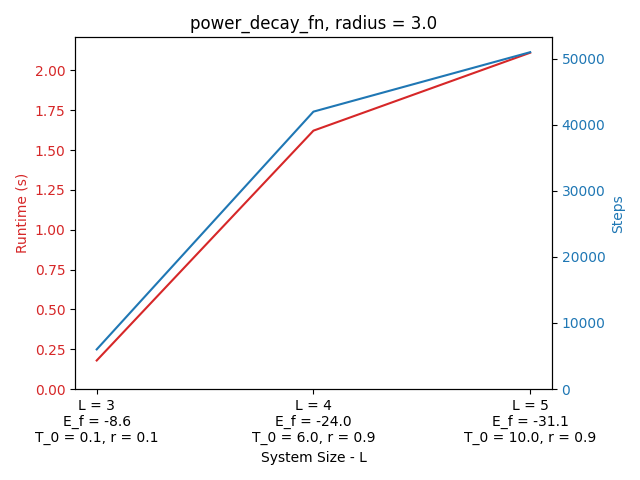 power_decay_fn, radius = 3.0
Runtime (s)
2.00
1.75
1.50
1.25
1.00
0.75
0.50
0.25
0.00
Steps
50000
40000
30000
20000
10000
0
L = 3
E_f = -8.6
T_0 = 0.1, r = 0.1
L = 4
E_f = -24.0
T_0 = 6.0, r = 0.9
L = 5
E_f = -31.1
T_0 = 10.0, r = 0.9
System Size - L